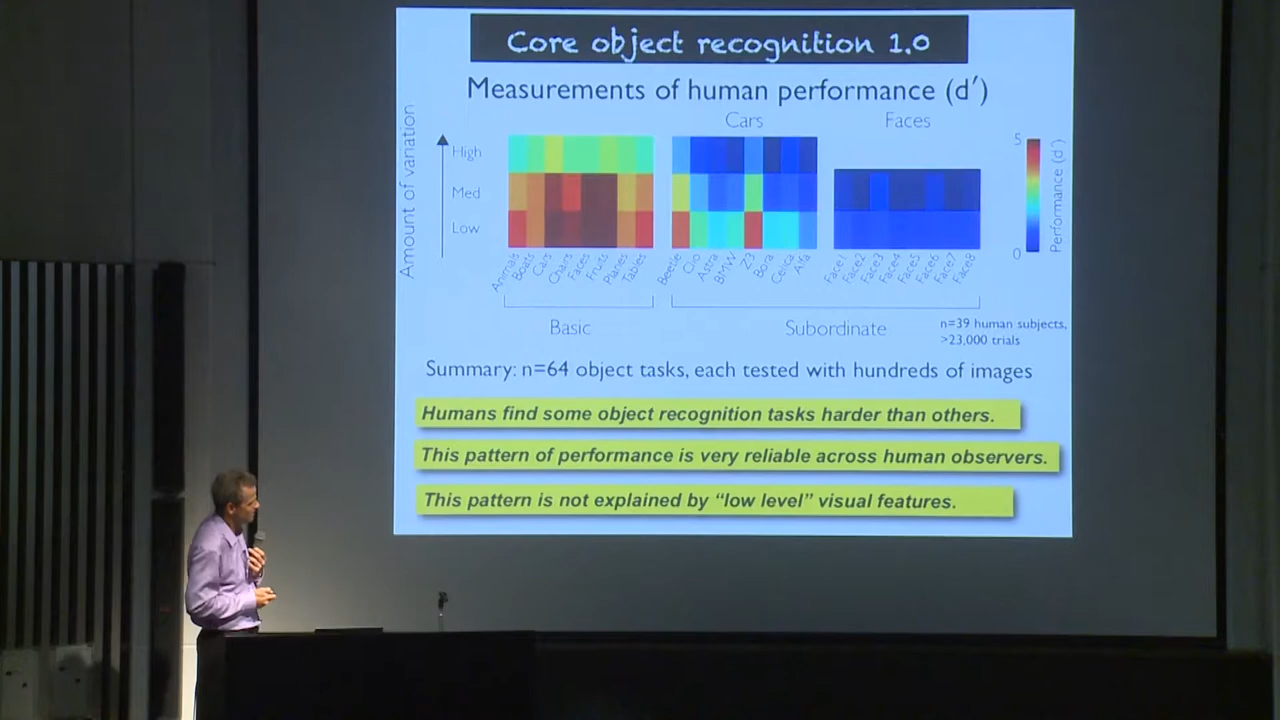 Core object recognition 1.0
Measurements of human performance (d′)
Cars
Faces
Amount of variation
High
Med
Low
5
0
Performance (d′)
Animals
Boats
Cars
Chairs
Faces
Fruits
Planes
Tables
Beetle
Clio
Astra
BMW
Z3
Bora
Celica
Alfa
Face1
Face2
Face3
Face4
Face5
Face6
Face7
Face8
Basic
Subordinate
n=39 human subjects,
>23,000 trials
Summary: n=64 object tasks, each tested with hundreds of images
Humans find some object recognition tasks harder than others.
This pattern of performance is very reliable across human observers.
This pattern is not explained by “low level” visual features.